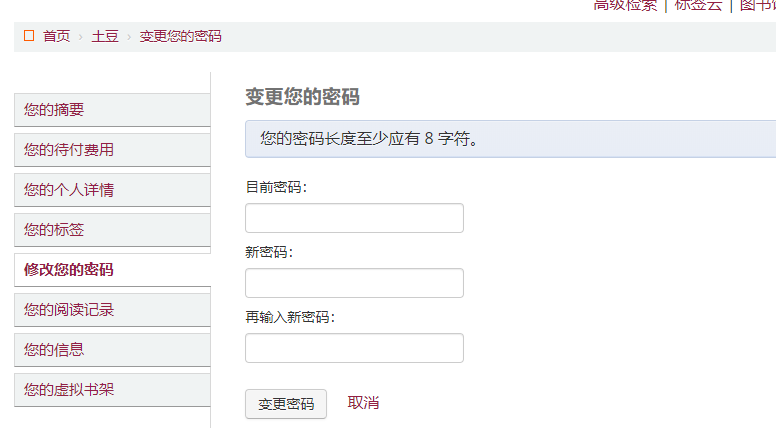 高级检索 | 标签云 | 图书
首页 › 土豆 › 变更您的密码
您的摘要
您的待付费用
您的个人详情
您的标签
修改您的密码
您的阅读记录
您的信息
您的虚拟书架
变更您的密码
您的密码长度至少应有 8 字符。
目前密码：
新密码：
再输入新密码：
变更密码 取消